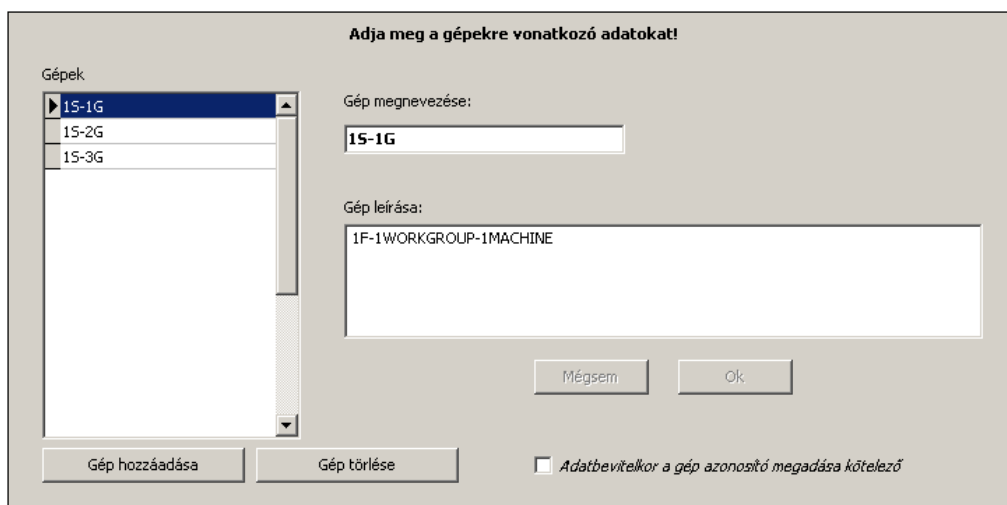 Adja meg a gépekre vonatkozó adatokat!
Gépek
1S-1G
1S-2G
1S-3G
Gép megnevezése:
1S-1G
Gép leírása:
1F-1WORKGROUP-1MACHINE
Mégsem
Ok
Gép hozzáadása
Gép törlése
Adatbevitelkor a gép azonosító megadása kötelező